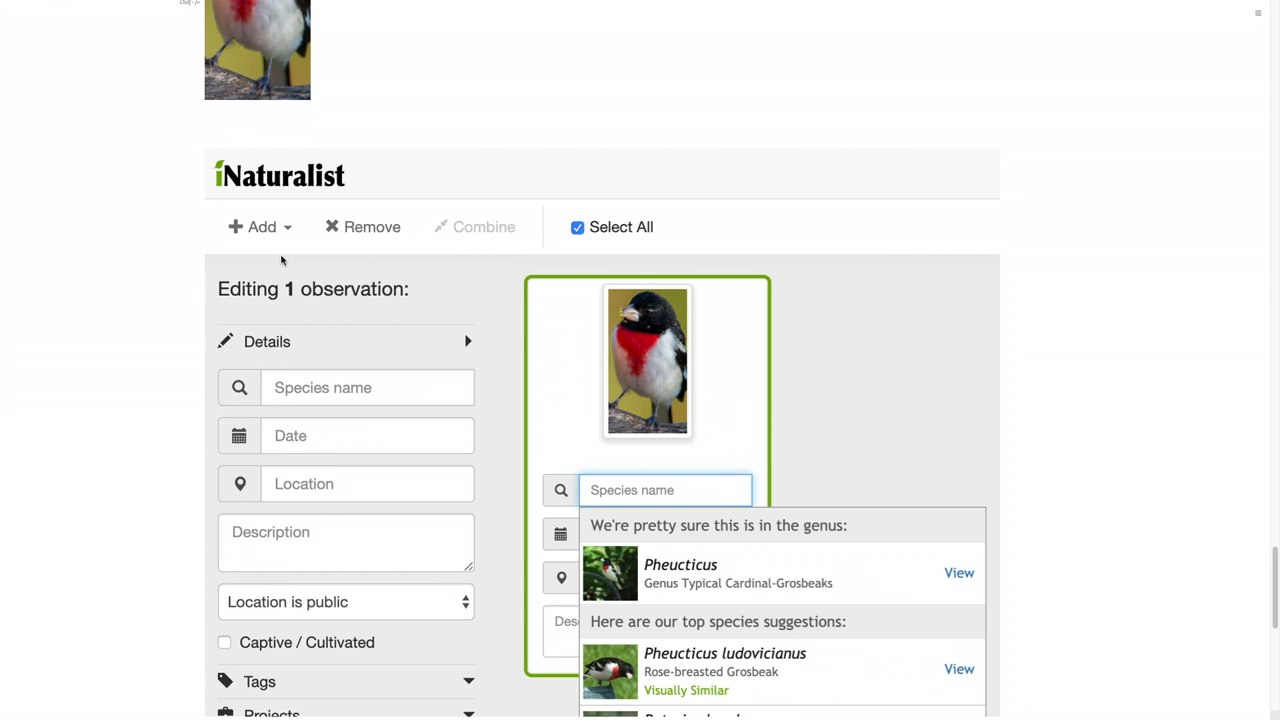 iNaturalist
Add
Remove
Combine
Select All
Editing 1 observation:
Details
Species name
Date
Location
Description
Location is public
Captive / Cultivated
Tags
Projects
Species name
We're pretty sure this is in the genus:
Pheucticus
Genus Typical Cardinal-Grosbeaks
View
Here are our top species suggestions:
Pheucticus ludovicianus
Rose-breasted Grosbeak
Visually Similar
View
Des